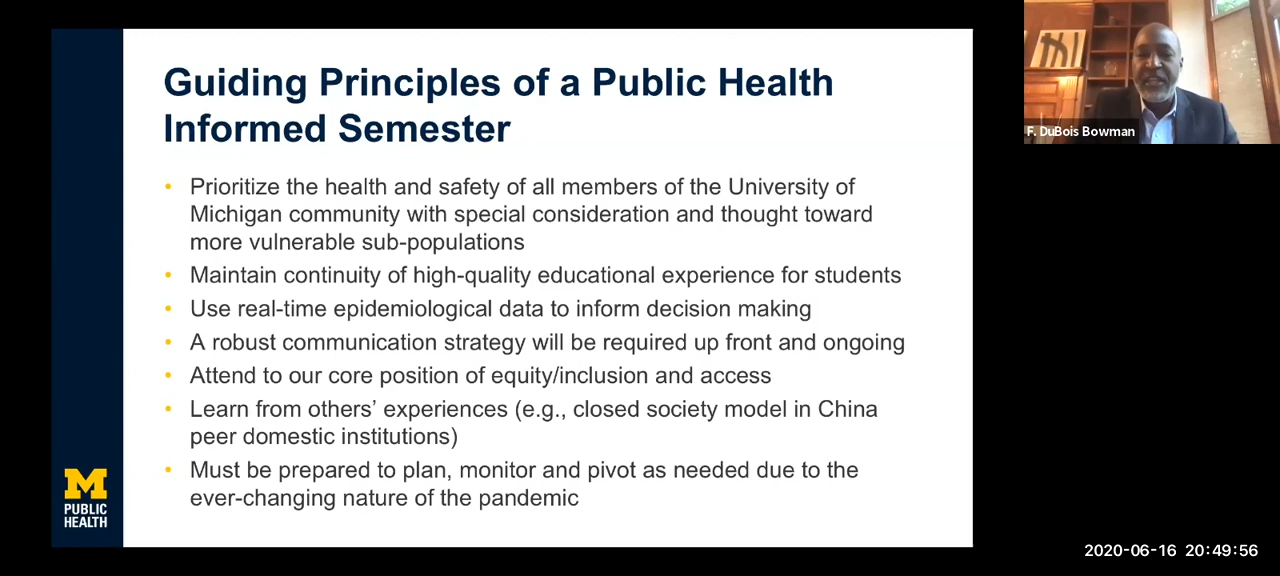 Guiding Principles of a Public Health
Informed Semester
• Prioritize the health and safety of all members of the University of
Michigan community with special consideration and thought toward
more vulnerable sub-populations
• Maintain continuity of high-quality educational experience for students
• Use real-time epidemiological data to inform decision making
• A robust communication strategy will be required up front and ongoing
• Attend to our core position of equity/inclusion and access
• Learn from others’ experiences (e.g., closed society model in China
peer domestic institutions)
• Must be prepared to plan, monitor and pivot as needed due to the
ever-changing nature of the pandemic
M
PUBLIC
HEALTH
F. DuBois Bowman
2020-06-16 20:49:56